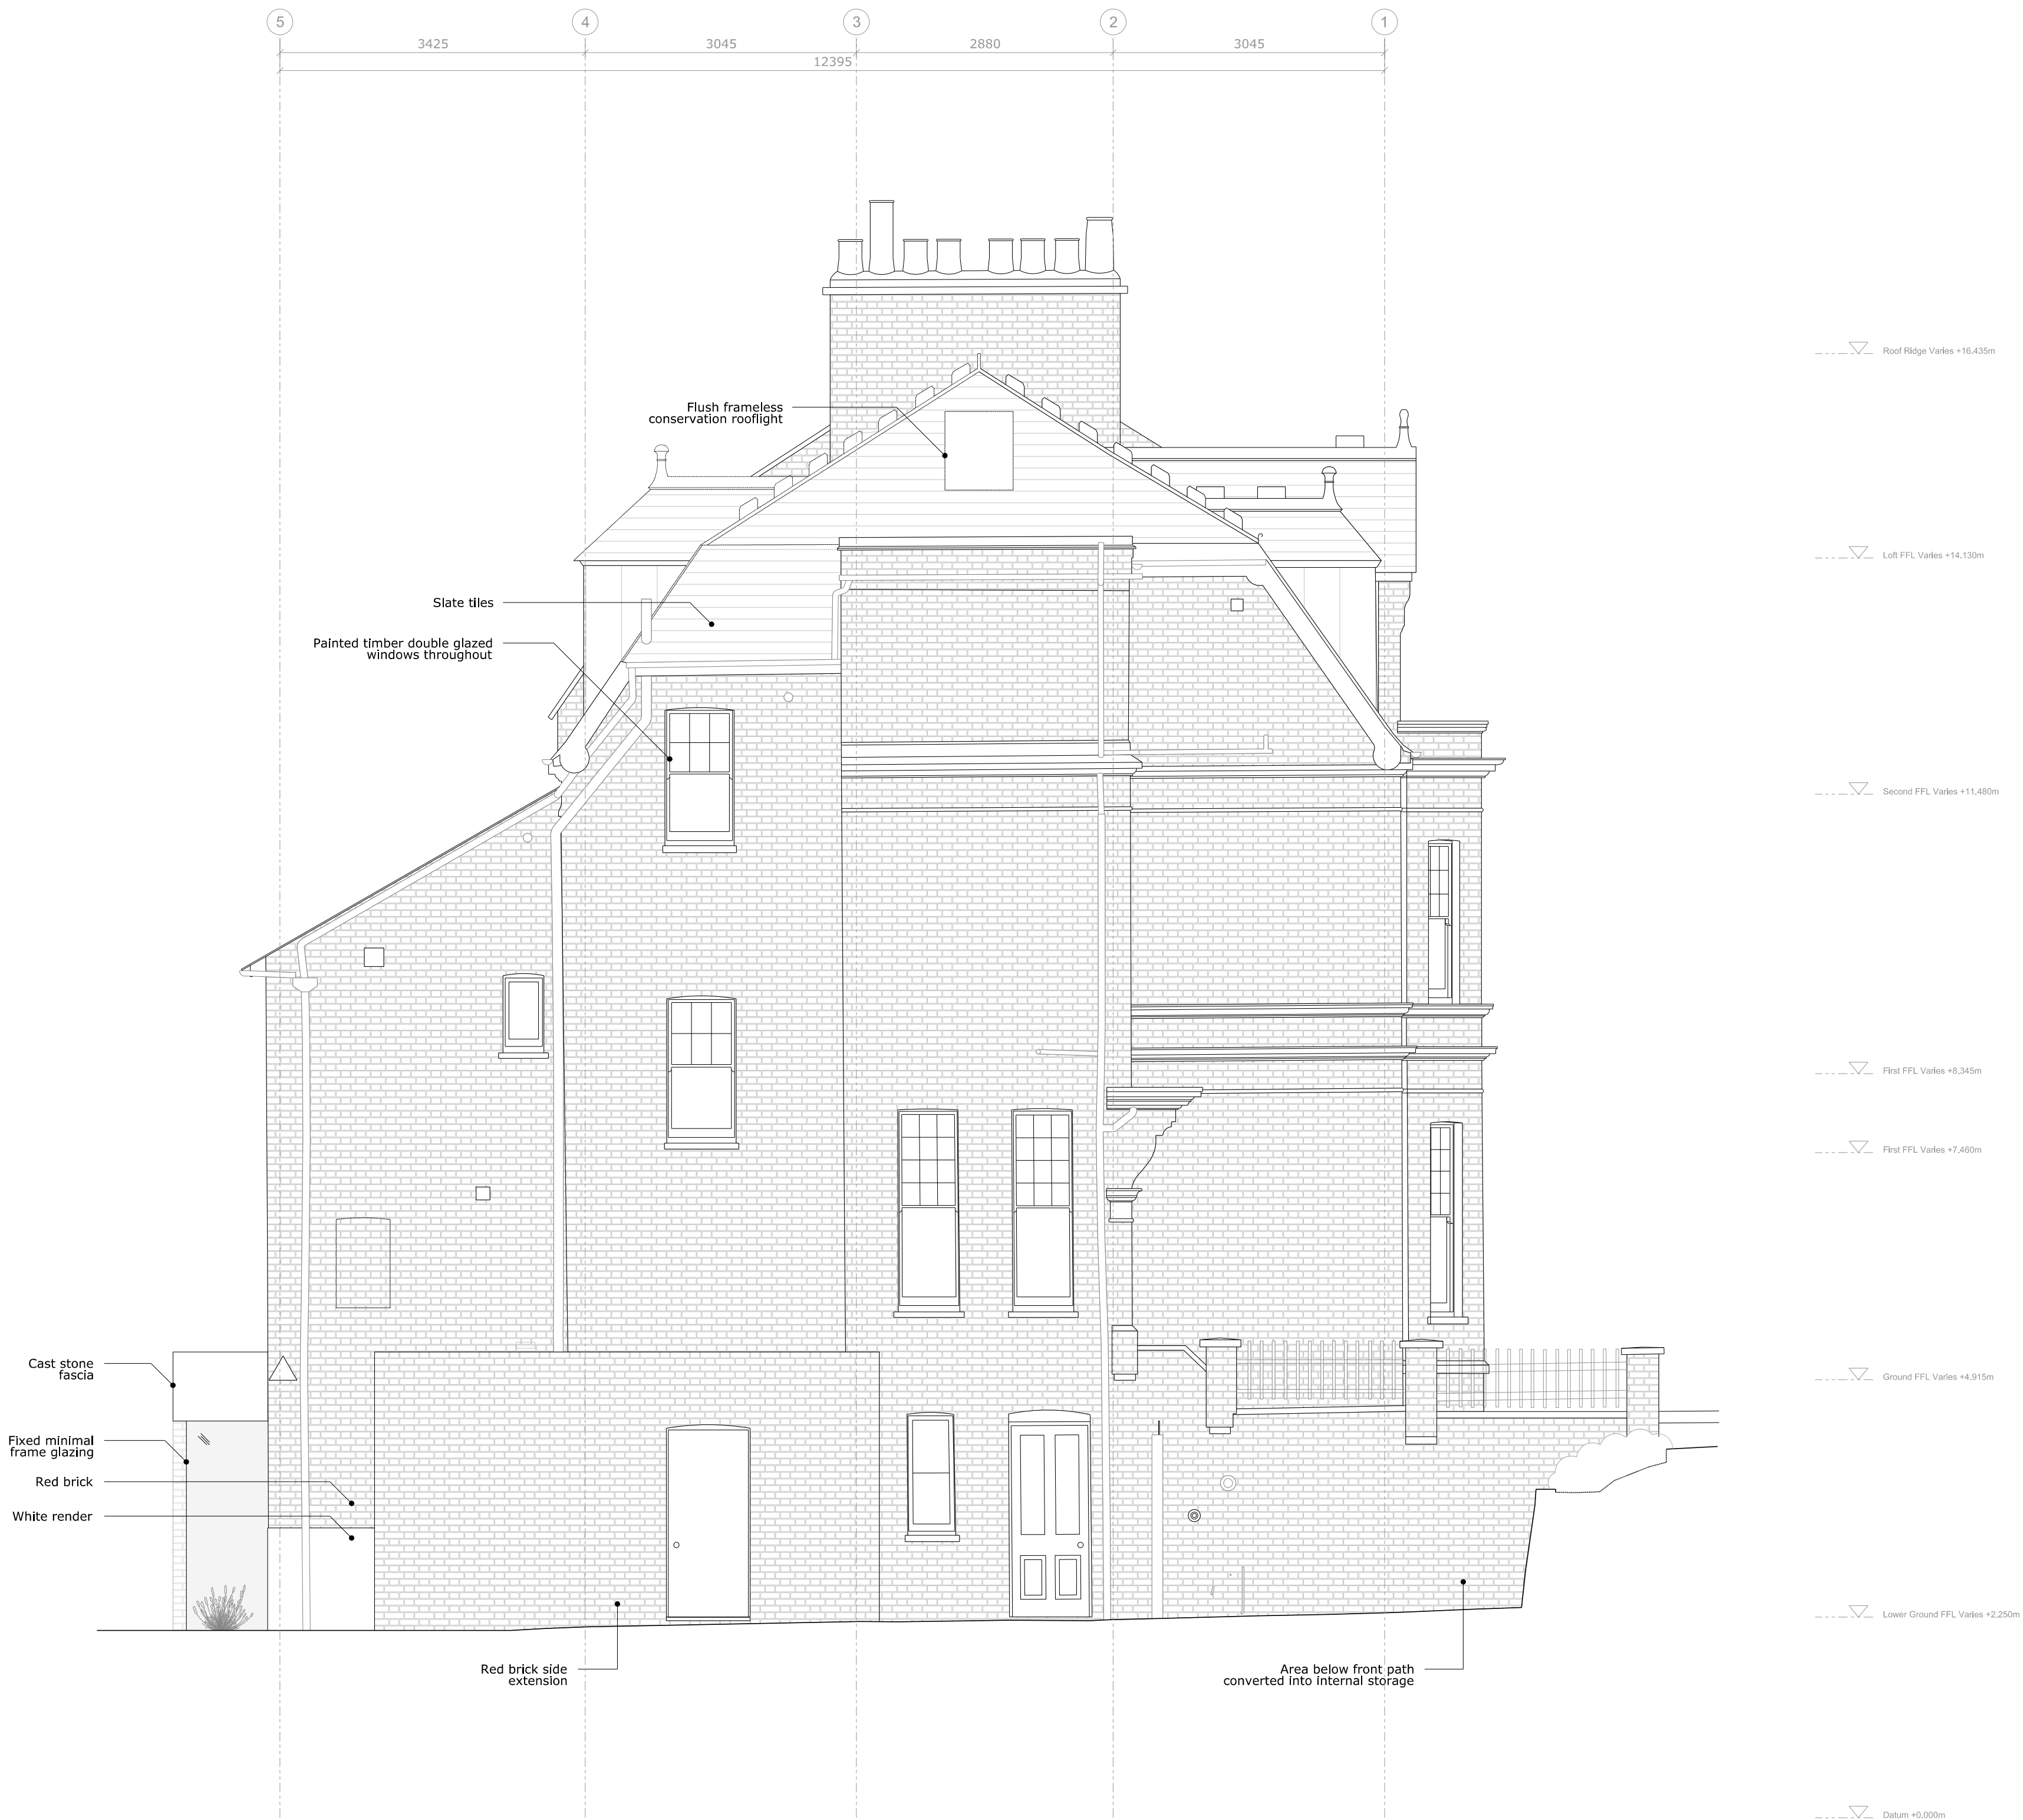 5
4
3
2
1
3425
3045
2880
3045
12395
Roof Ridge Varies +16,435m
Flush frameless
conservation rooflight
Loft FFL Varies +14,130m
Slate tiles
Painted timber double glazed
windows throughout
Second FFL Varies +11,480m
First FFL Varies +8,345m
First FFL Varies +7,460m
Cast stone
fascia
Ground FFL Varies +4,915m
Fixed minimal
frame glazing
Red brick
White render
Lower Ground FFL Varies +2,250m
Red brick side
extension
Area below front path
converted into internal storage
Datum +0,000m